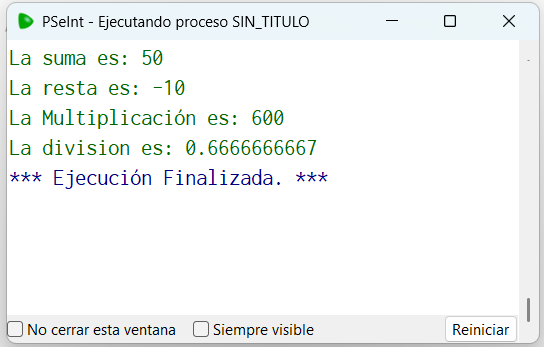 PSeInt - Ejecutando proceso SIN_TITULO
La suma es: 50
La resta es: -10
La Multiplicación es: 600
La division es: 0.6666666667
*** Ejecución Finalizada. ***
No cerrar esta ventana
Siempre visible
Reiniciar